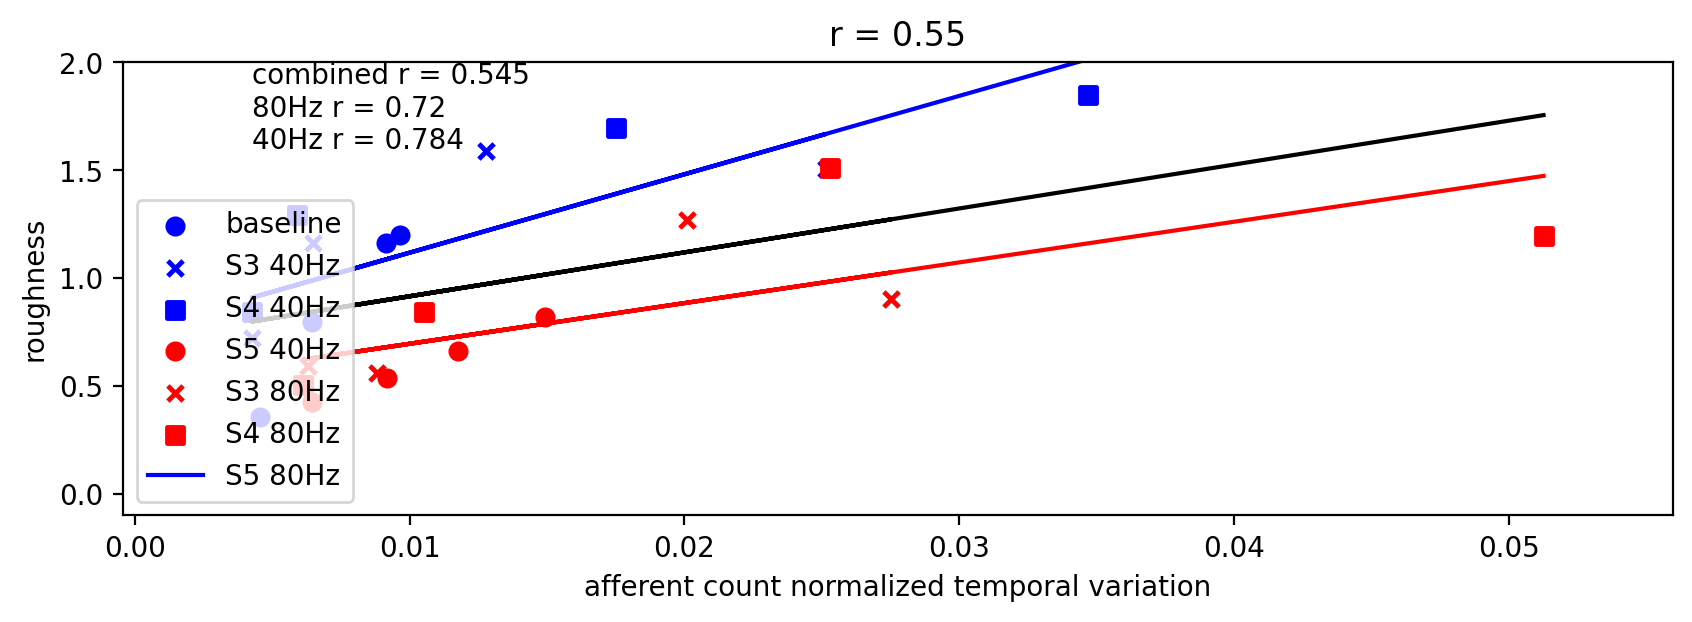 r = 0.55
combined r = 0.545
80Hz r = 0.72
40Hz r = 0.784
2.0
1.5
1.0
0.5
0.0
roughness
baseline
S3 40Hz
S4 40Hz
S5 40Hz
S3 80Hz
S4 80Hz
S5 80Hz
0.00 0.01 0.02 0.03 0.04 0.05
afferent count normalized temporal variation